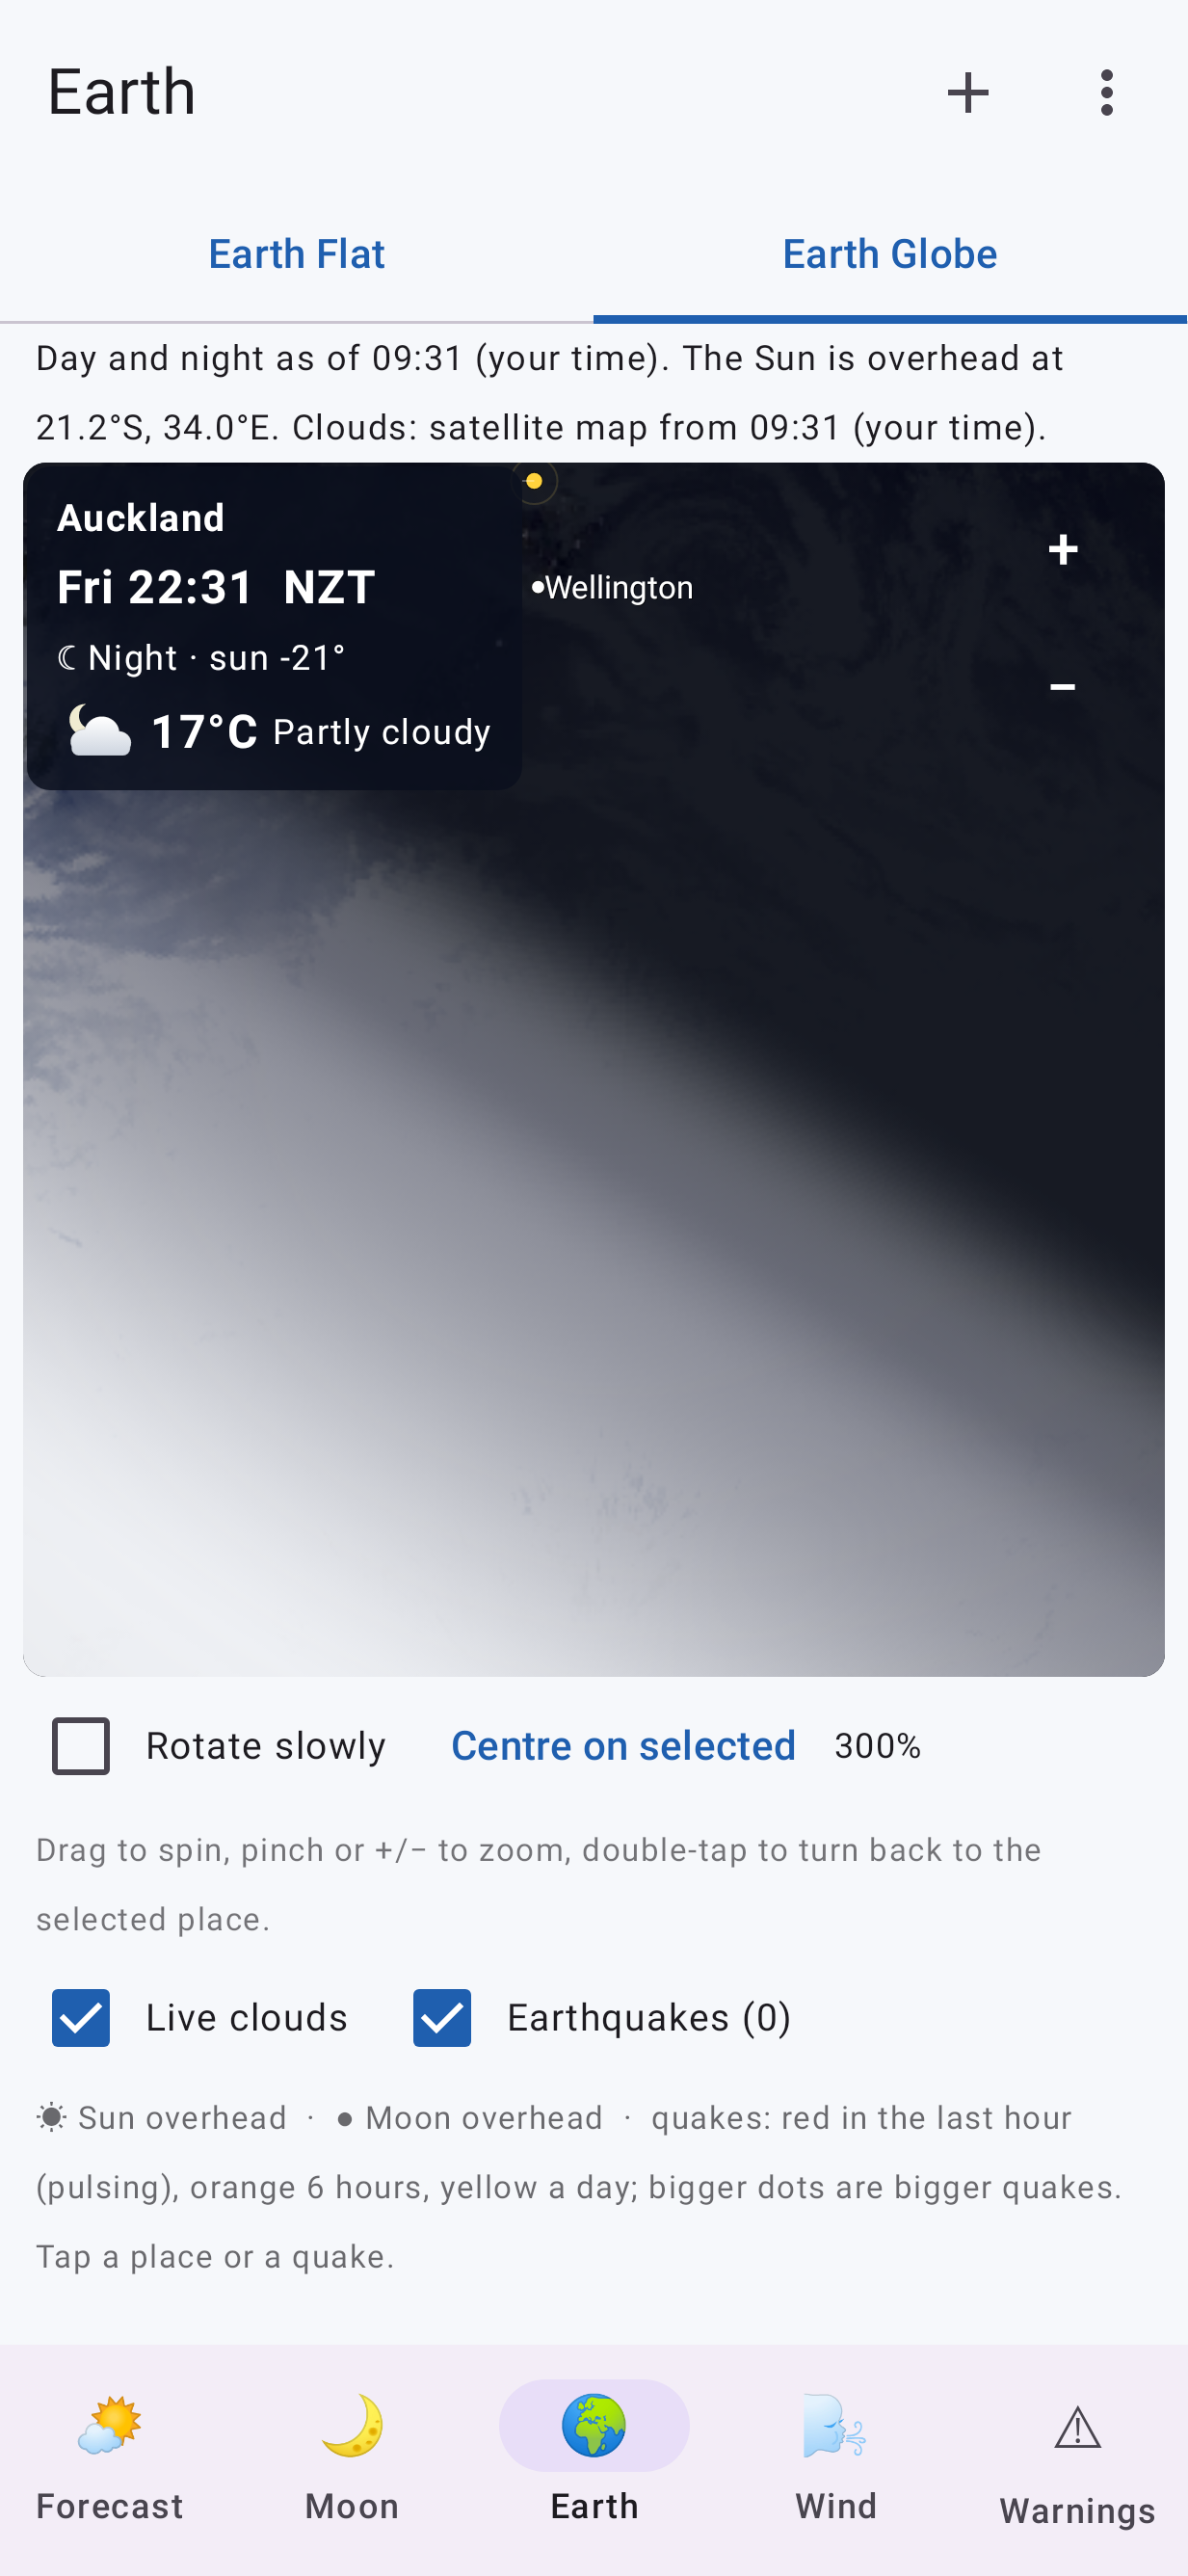 Earth
Earth Flat
Earth Globe
Day and night as of 09:31 (your time). The Sun is overhead at
21.2°S, 34.0°E. Clouds: satellite map from 09:31 (your time).
Auckland
Fri 22:31 NZT
☾ Night · sun -21°
17°C Partly cloudy
Wellington
+
−
Rotate slowly
Centre on selected
300%
Drag to spin, pinch or +/− to zoom, double-tap to turn back to the
selected place.
Live clouds
Earthquakes (0)
☀ Sun overhead · ● Moon overhead · quakes: red in the last hour
(pulsing), orange 6 hours, yellow a day; bigger dots are bigger quakes.
Tap a place or a quake.
Forecast
Moon
Earth
Wind
Warnings